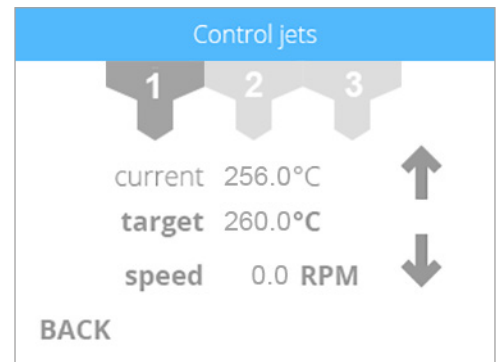 Control jets
1 2 3
current 256.0°C
target 260.0°C
speed 0.0 RPM
BACK